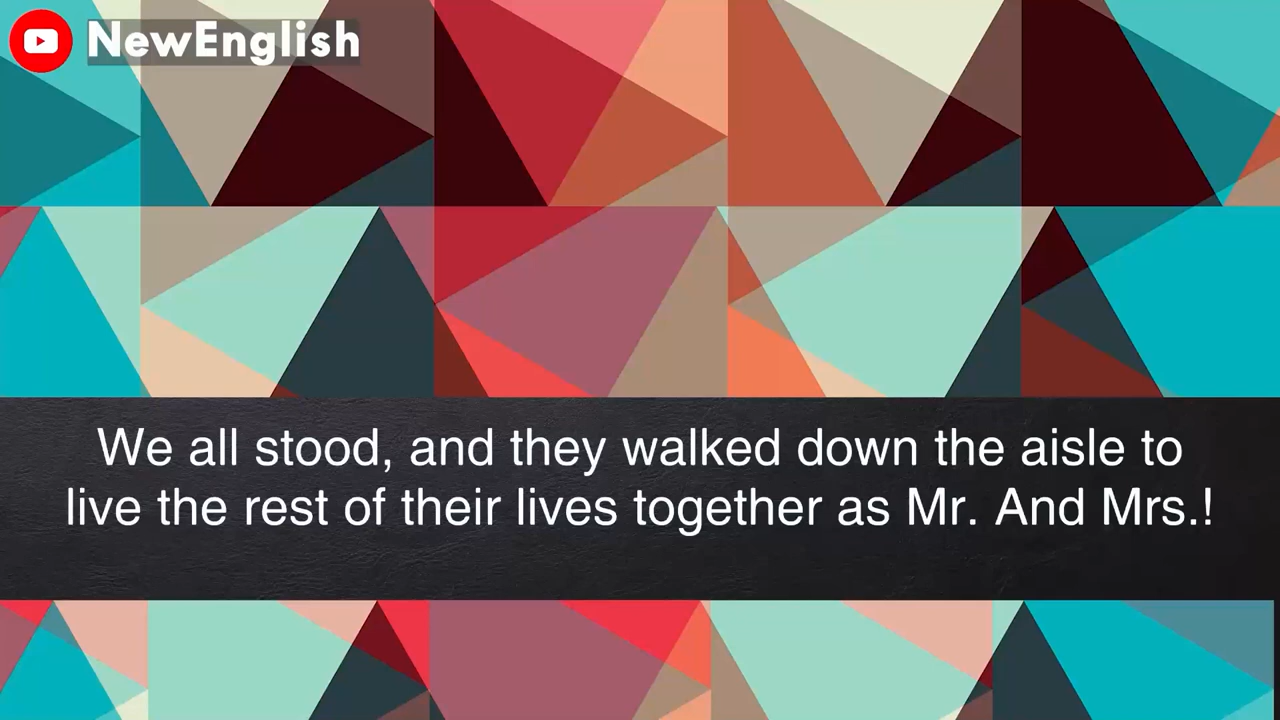 NewEnglish
We all stood, and they walked down the aisle to
live the rest of their lives together as Mr. And Mrs.!